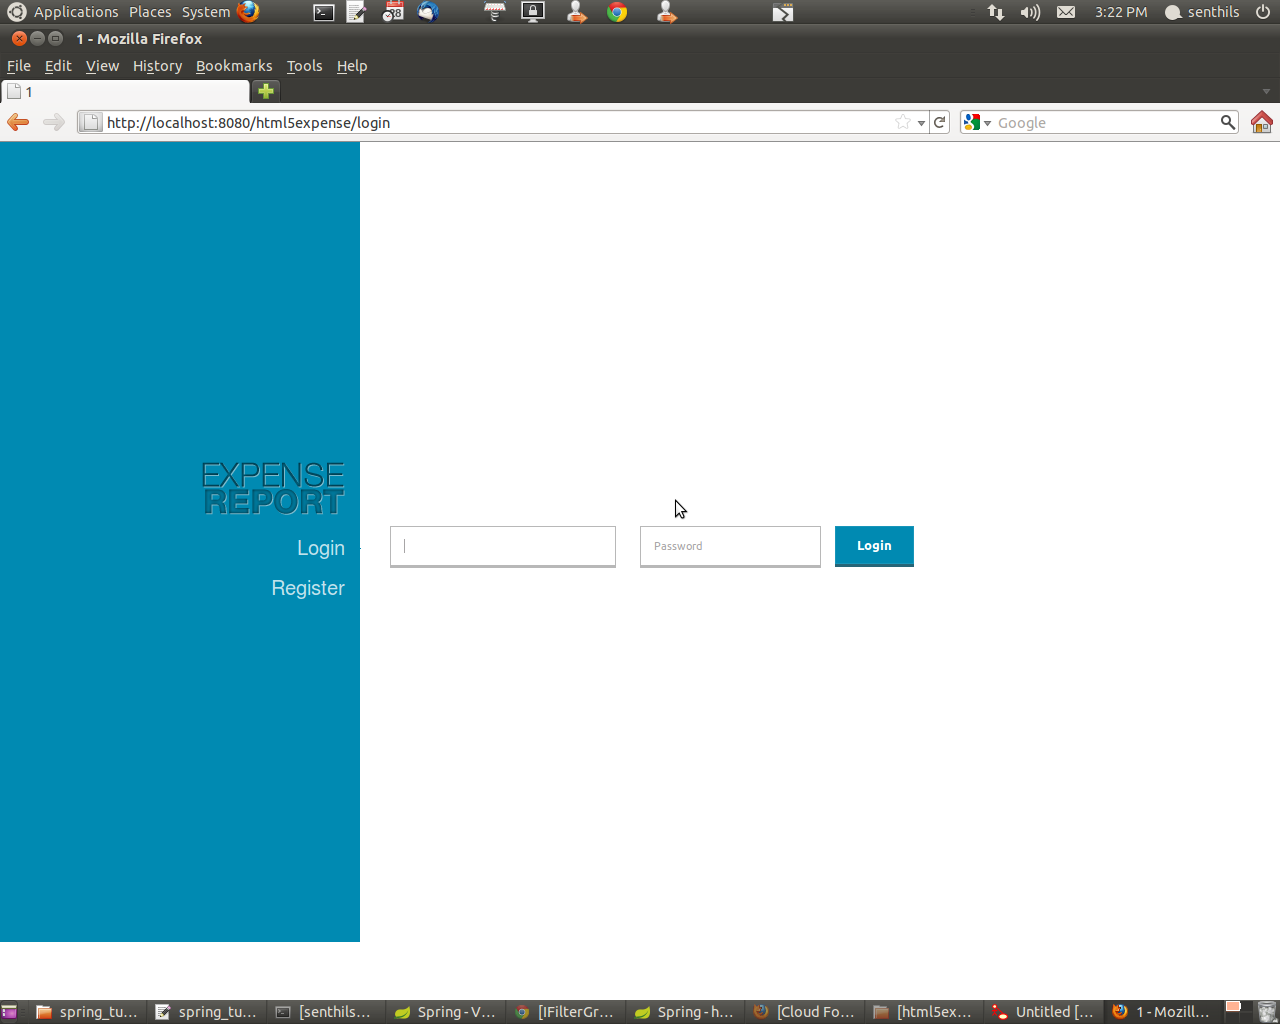 Applications Places System 3:22 PM senthils
1 - Mozilla Firefox
File Edit View History Bookmarks Tools Help
1
http://localhost:8080/html5expense/login Google
EXPENSE
REPORT
Login
Register
Password
Login
spring_tu... spring_tu... [senthils... Spring - V... [IFilterGr... Spring - h... [Cloud Fo... [html5ex... Untitled [... 1 - Mozill...